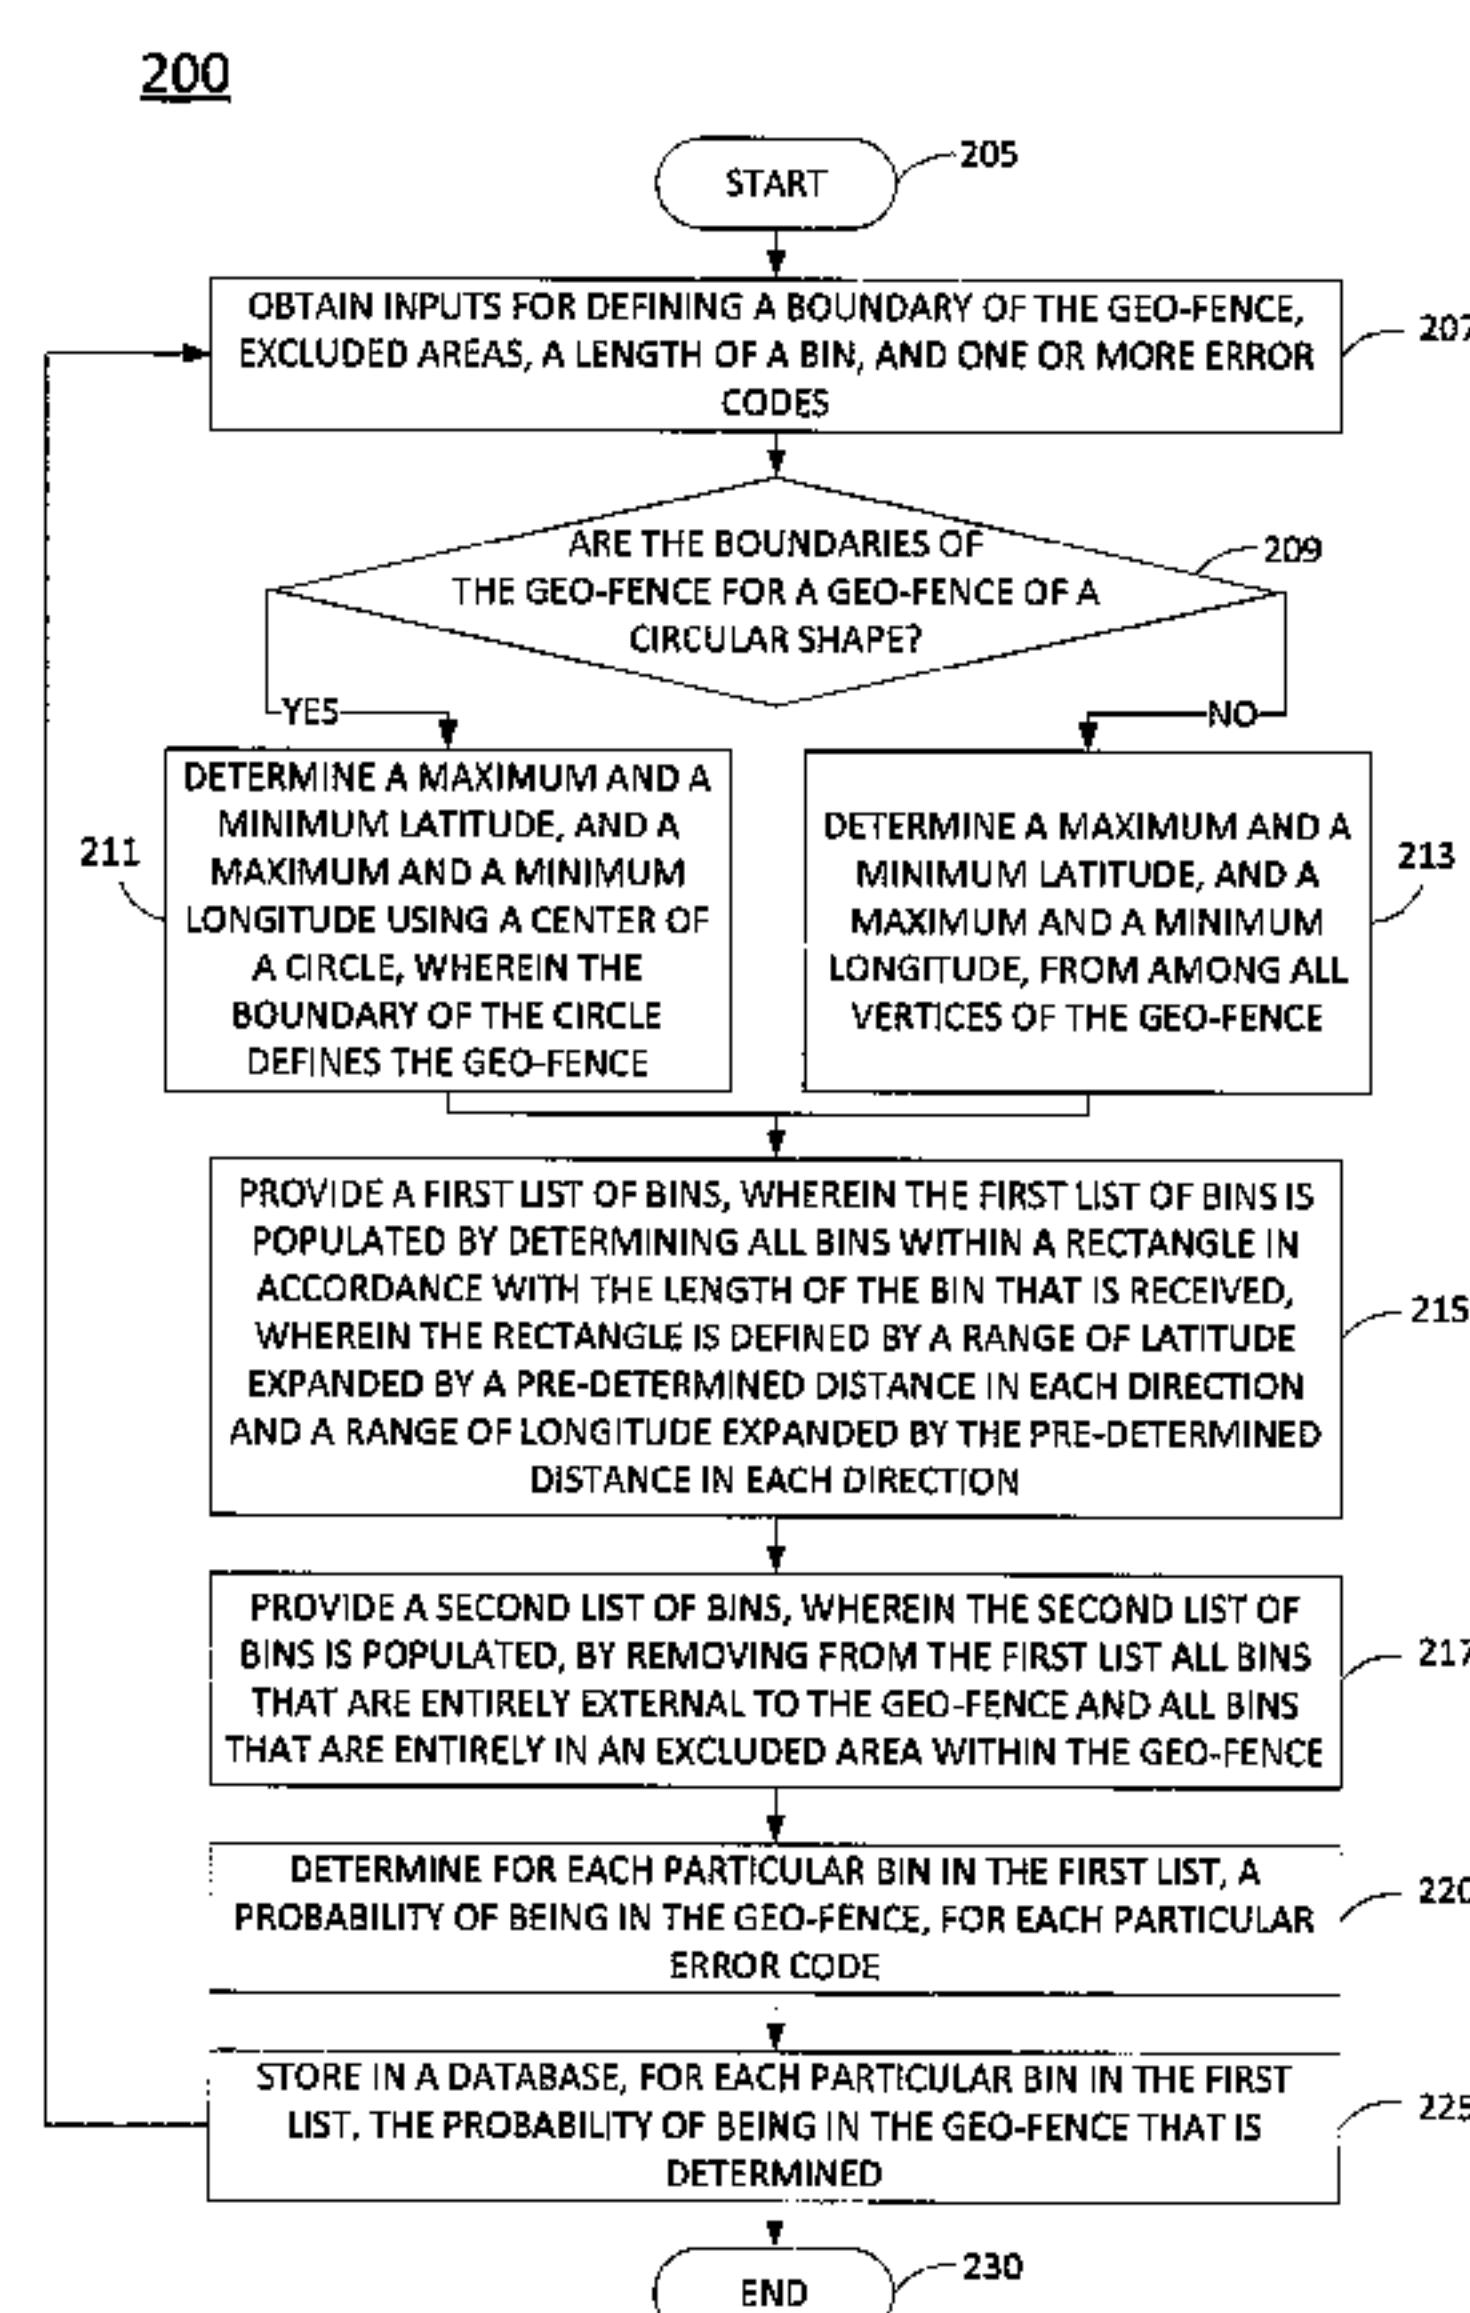 200
START
205
OBTAIN INPUTS FOR DEFINING A BOUNDARY OF THE GEO-FENCE,
EXCLUDED AREAS, A LENGTH OF A BIN, AND ONE OR MORE ERROR
CODES
207
ARE THE BOUNDARIES OF
THE GEO-FENCE FOR A GEO-FENCE OF A
CIRCULAR SHAPE?
209
YES
NO
DETERMINE A MAXIMUM AND A
MINIMUM LATITUDE, AND A
MAXIMUM AND A MINIMUM
LONGITUDE USING A CENTER OF
A CIRCLE, WHEREIN THE
BOUNDARY OF THE CIRCLE
DEFINES THE GEO-FENCE
211
DETERMINE A MAXIMUM AND A
MINIMUM LATITUDE, AND A
MAXIMUM AND A MINIMUM
LONGITUDE, FROM AMONG ALL
VERTICES OF THE GEO-FENCE
213
PROVIDE A FIRST LIST OF BINS, WHEREIN THE FIRST LIST OF BINS IS
POPULATED BY DETERMINING ALL BINS WITHIN A RECTANGLE IN
ACCORDANCE WITH THE LENGTH OF THE BIN THAT IS RECEIVED,
WHEREIN THE RECTANGLE IS DEFINED BY A RANGE OF LATITUDE
EXPANDED BY A PRE-DETERMINED DISTANCE IN EACH DIRECTION
AND A RANGE OF LONGITUDE EXPANDED BY THE PRE-DETERMINED
DISTANCE IN EACH DIRECTION
215
PROVIDE A SECOND LIST OF BINS, WHEREIN THE SECOND LIST OF
BINS IS POPULATED, BY REMOVING FROM THE FIRST LIST ALL BINS
THAT ARE ENTIRELY EXTERNAL TO THE GEO-FENCE AND ALL BINS
THAT ARE ENTIRELY IN AN EXCLUDED AREA WITHIN THE GEO-FENCE
217
DETERMINE FOR EACH PARTICULAR BIN IN THE FIRST LIST, A
PROBABILITY OF BEING IN THE GEO-FENCE, FOR EACH PARTICULAR
ERROR CODE
220
STORE IN A DATABASE, FOR EACH PARTICULAR BIN IN THE FIRST
LIST, THE PROBABILITY OF BEING IN THE GEO-FENCE THAT IS
DETERMINED
225
END
230